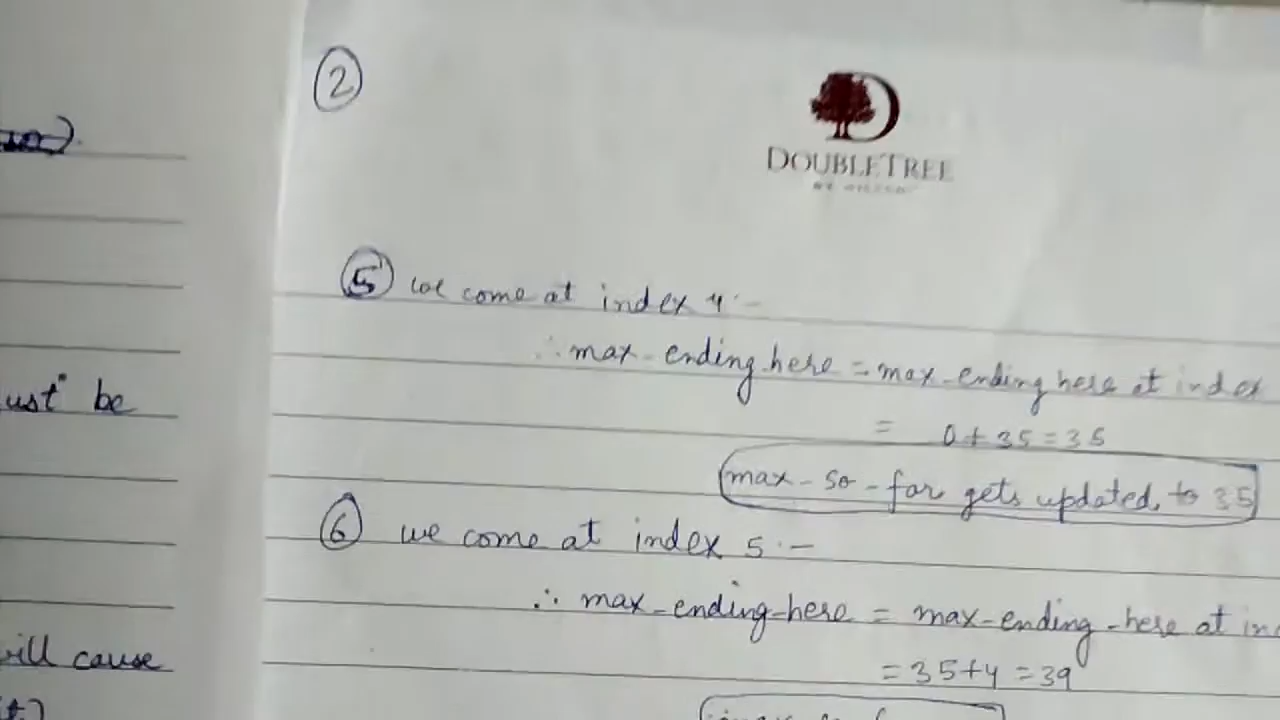 2
DOUBLETREE
BY HILTON
5 we come at index 4:-
∴ max-ending-here = max-ending here at index
= 0 + 35 = 35
max-so-far gets updated, to 35
ust be
6 we come at index 5:-
∴ max-ending-here = max-ending-here at in
ill cause
= 35+4 = 39